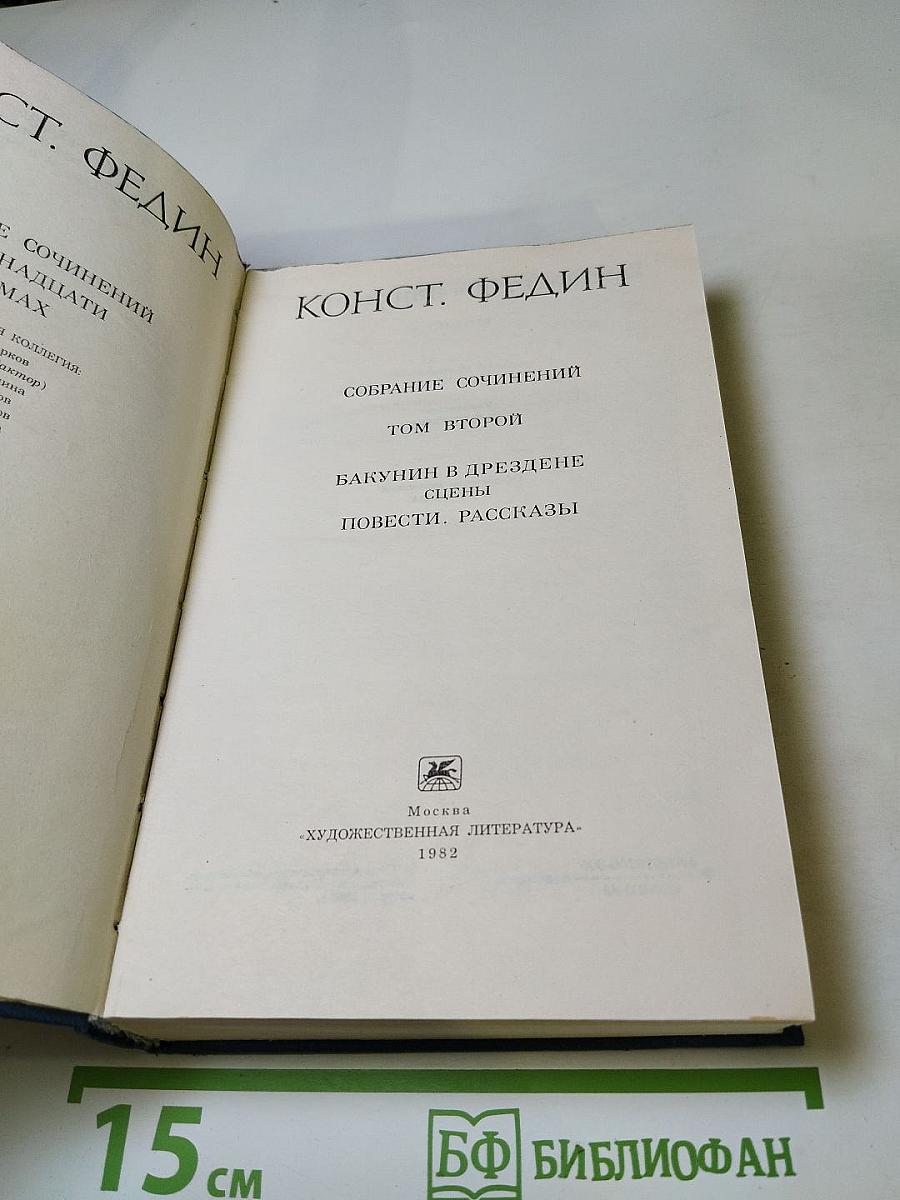 СТ. ФЕДИН
Е СОЧИНЕНИЙ
НАДЦАТИ
МАХ
Я КОЛЛЕГИЯ:
КОНСТ. ФЕДИН
СОБРАНИЕ СОЧИНЕНИЙ
ТОМ ВТОРОЙ
БАКУНИН В ДРЕЗДЕНЕ
СЦЕНЫ
ПОВЕСТИ. РАССКАЗЫ
Москва
«ХУДОЖЕСТВЕННАЯ ЛИТЕРАТУРА»
1982
15 см
БФ БИБЛИОФАН